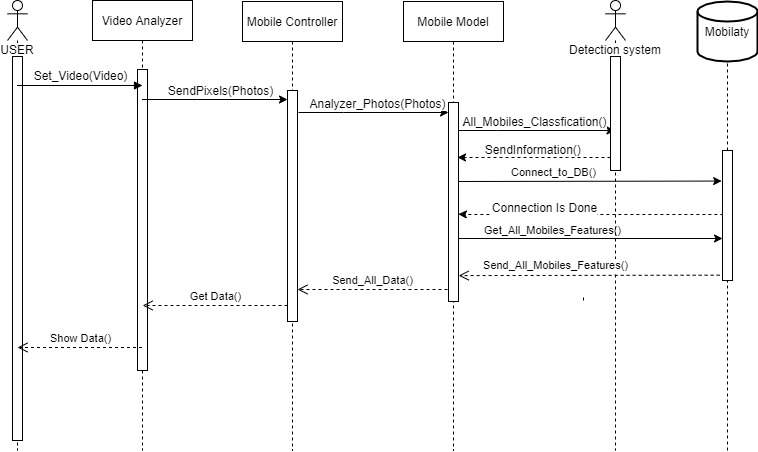 USER
Video Analyzer
Mobile Controller
Mobile Model
Detection system
Mobilaty
Set_Video(Video)
SendPixels(Photos)
Analyzer_Photos(Photos)
All_Mobiles_Classfication()
SendInformation()
Connect_to_DB()
Connection Is Done
Get_All_Mobiles_Features()
Send_All_Mobiles_Features()
Send_All_Data()
Get Data()
Show Data()